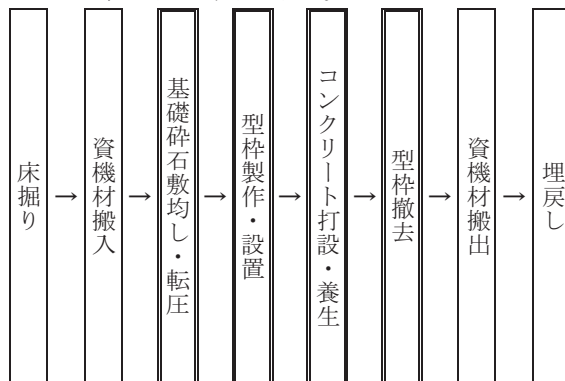 床掘り
→
資機材搬入
→
基礎砕石敷均し・転圧
→
型枠製作・設置
→
コンクリート打設・養生
→
型枠撤去
→
資機材搬出
→
埋戻し